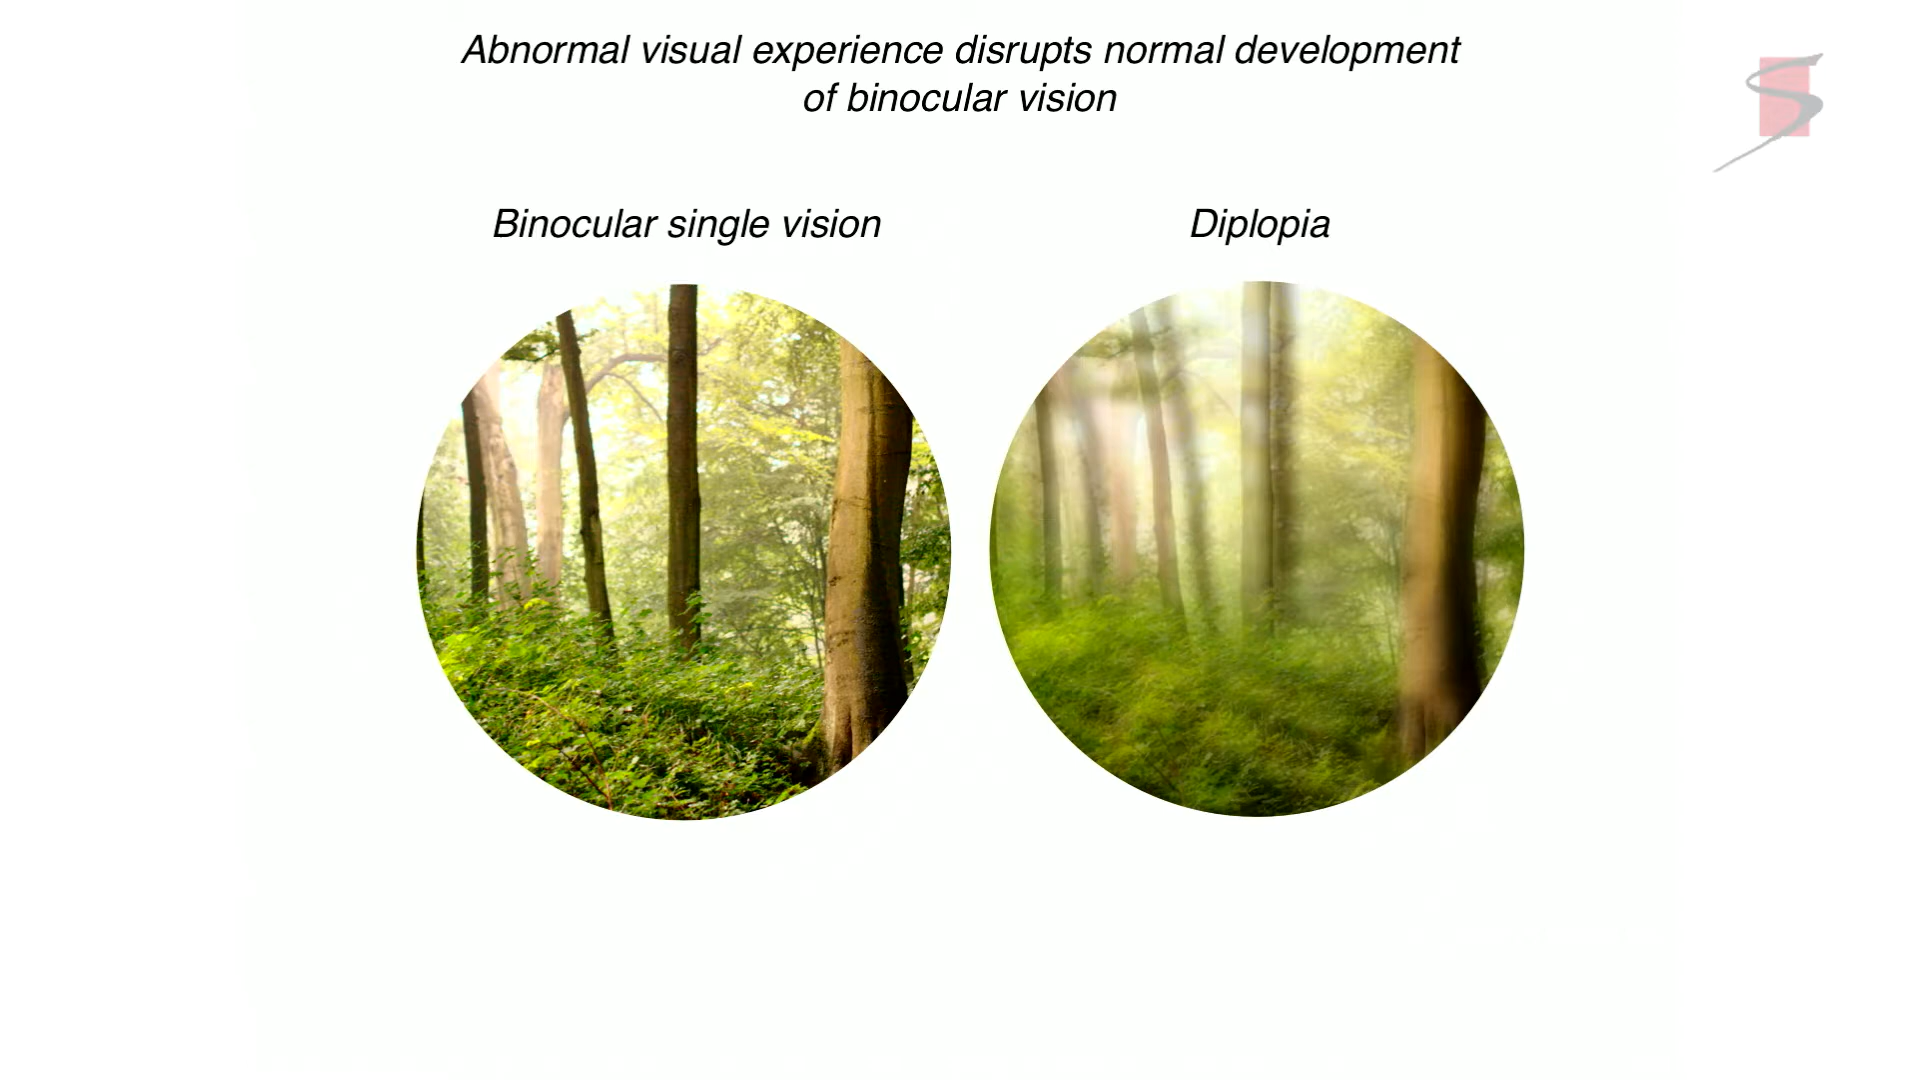 Abnormal visual experience disrupts normal development
of binocular vision
Binocular single vision
Diplopia